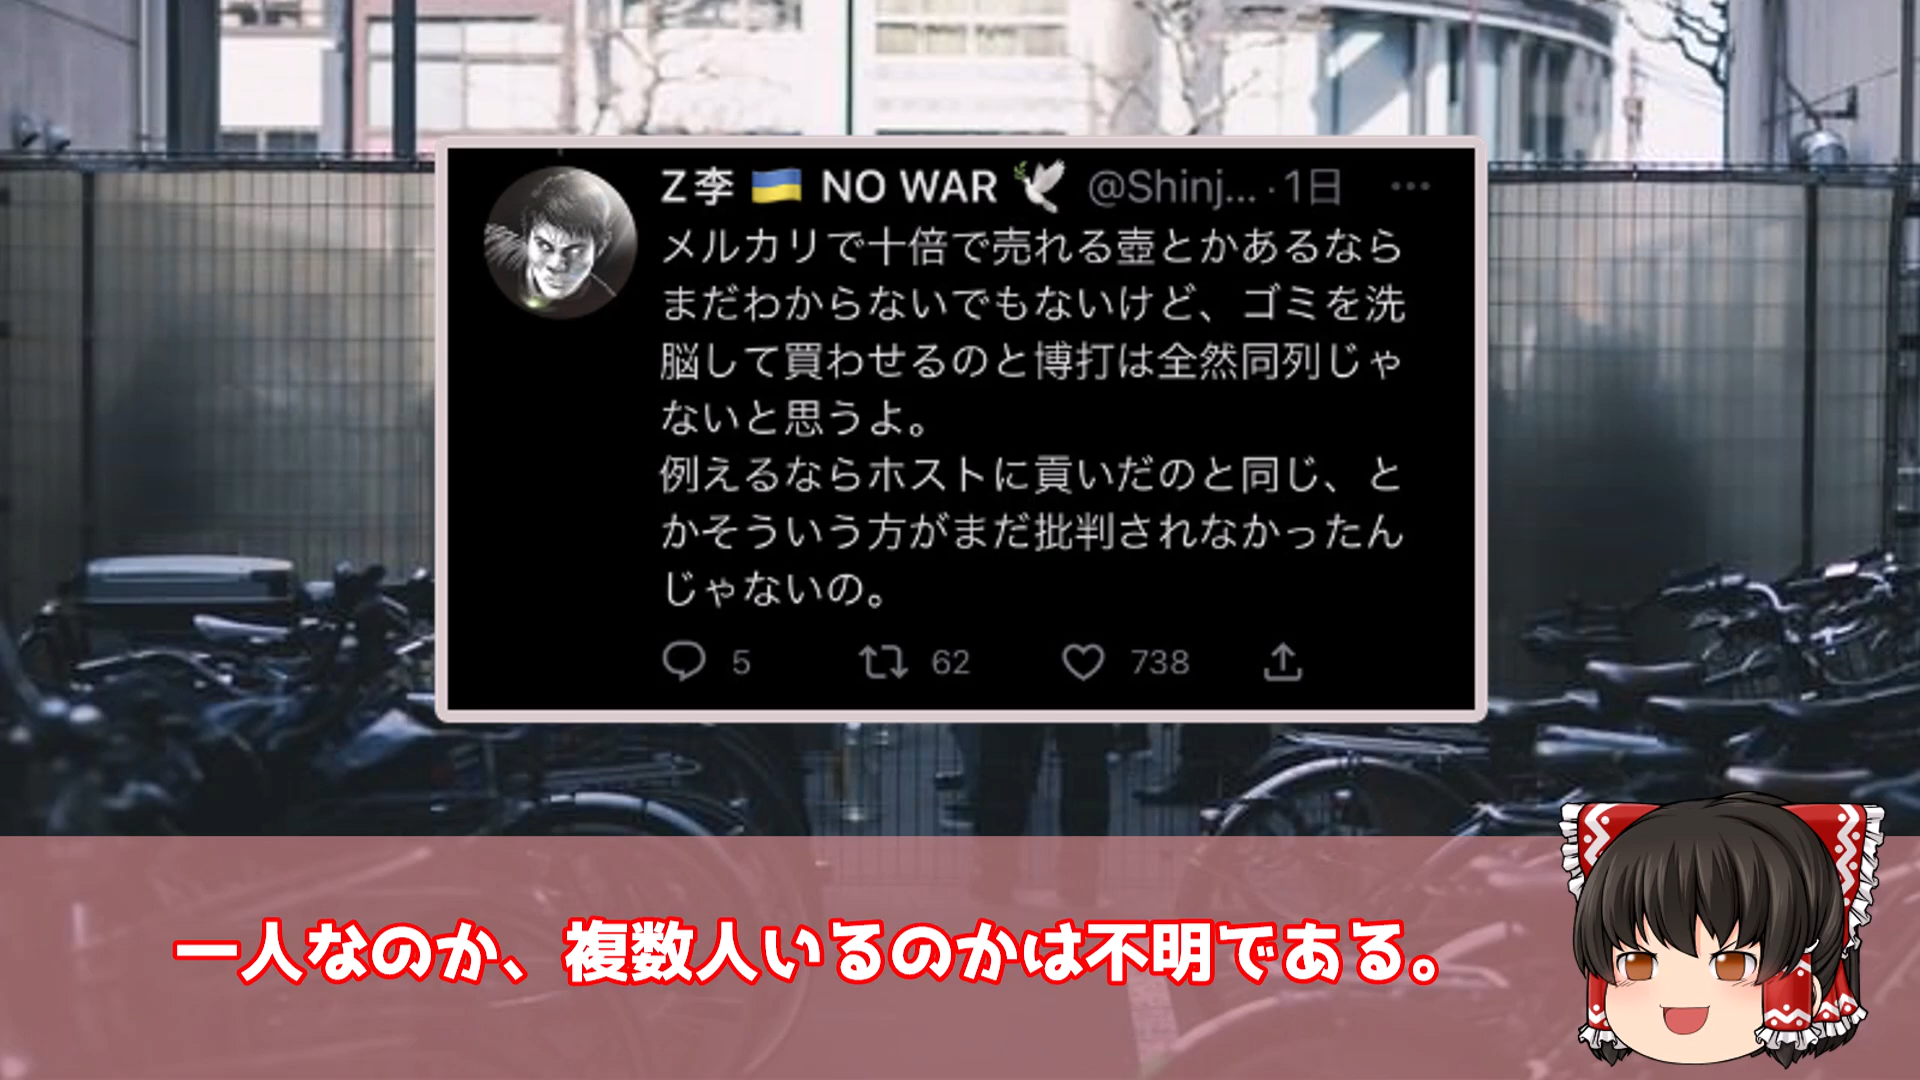 Z李 🇺🇦 NO WAR 🕊 @Shinj... · 1日 •••
メルカリで十倍で売れる壺とかあるなら
まだわからないでもないけど、ゴミを洗
脳して買わせるのと博打は全然同列じゃ
ないと思うよ。
例えるならホストに貢いだのと同じ、と
かそういう方がまだ批判されなかったん
じゃないの。
5 62 738
一人なのか、複数人いるのかは不明である。